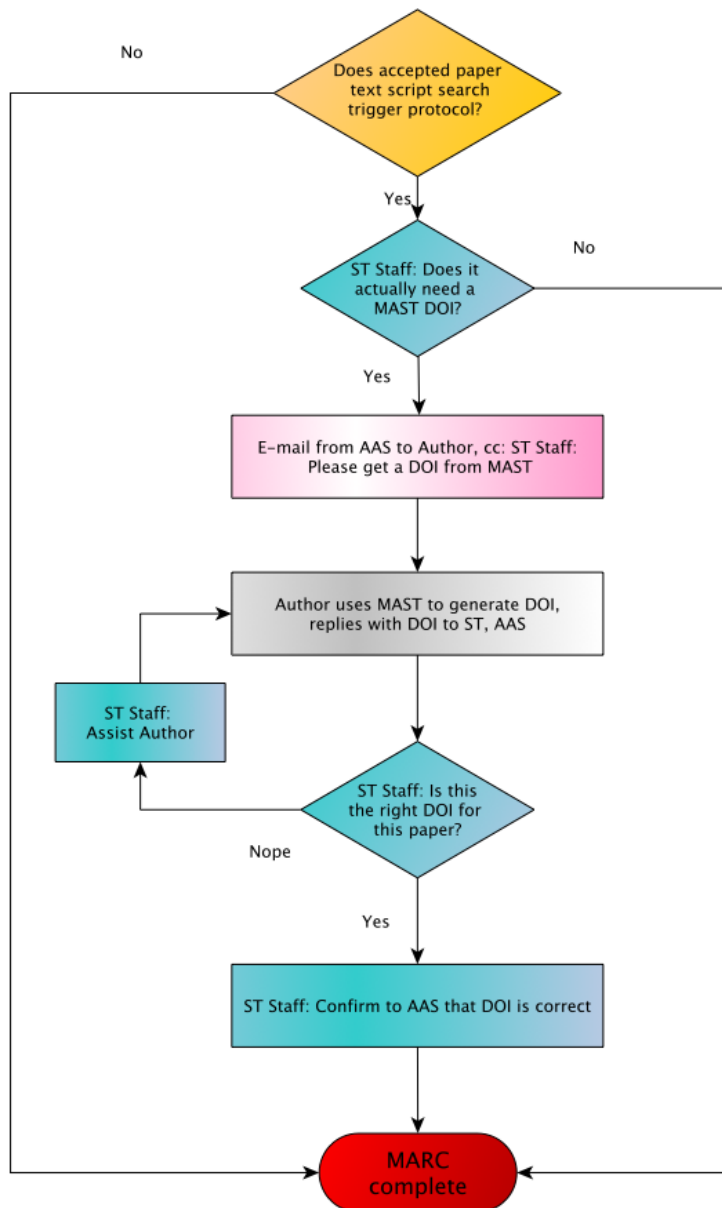 No
Does accepted paper
text script search
trigger protocol?
Yes
ST Staff: Does it
actually need a
MAST DOI?
No
Yes
E-mail from AAS to Author, cc: ST Staff:
Please get a DOI from MAST
Author uses MAST to generate DOI,
replies with DOI to ST, AAS
ST Staff:
Assist Author
ST Staff: Is this
the right DOI for
this paper?
Nope
Yes
ST Staff: Confirm to AAS that DOI is correct
MARC
complete